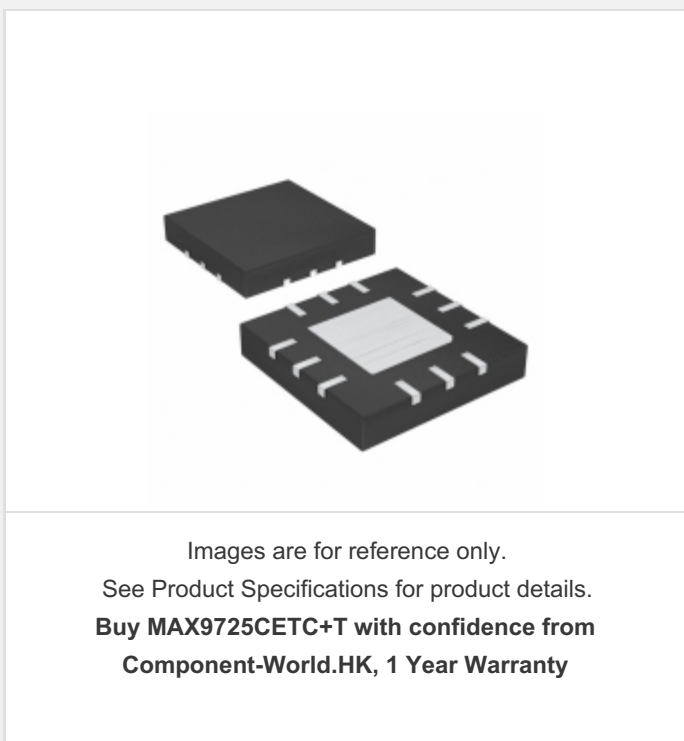 Images are for reference only.
See Product Specifications for product details.
Buy MAX9725CETC+T with confidence from
Component-World.HK, 1 Year Warranty